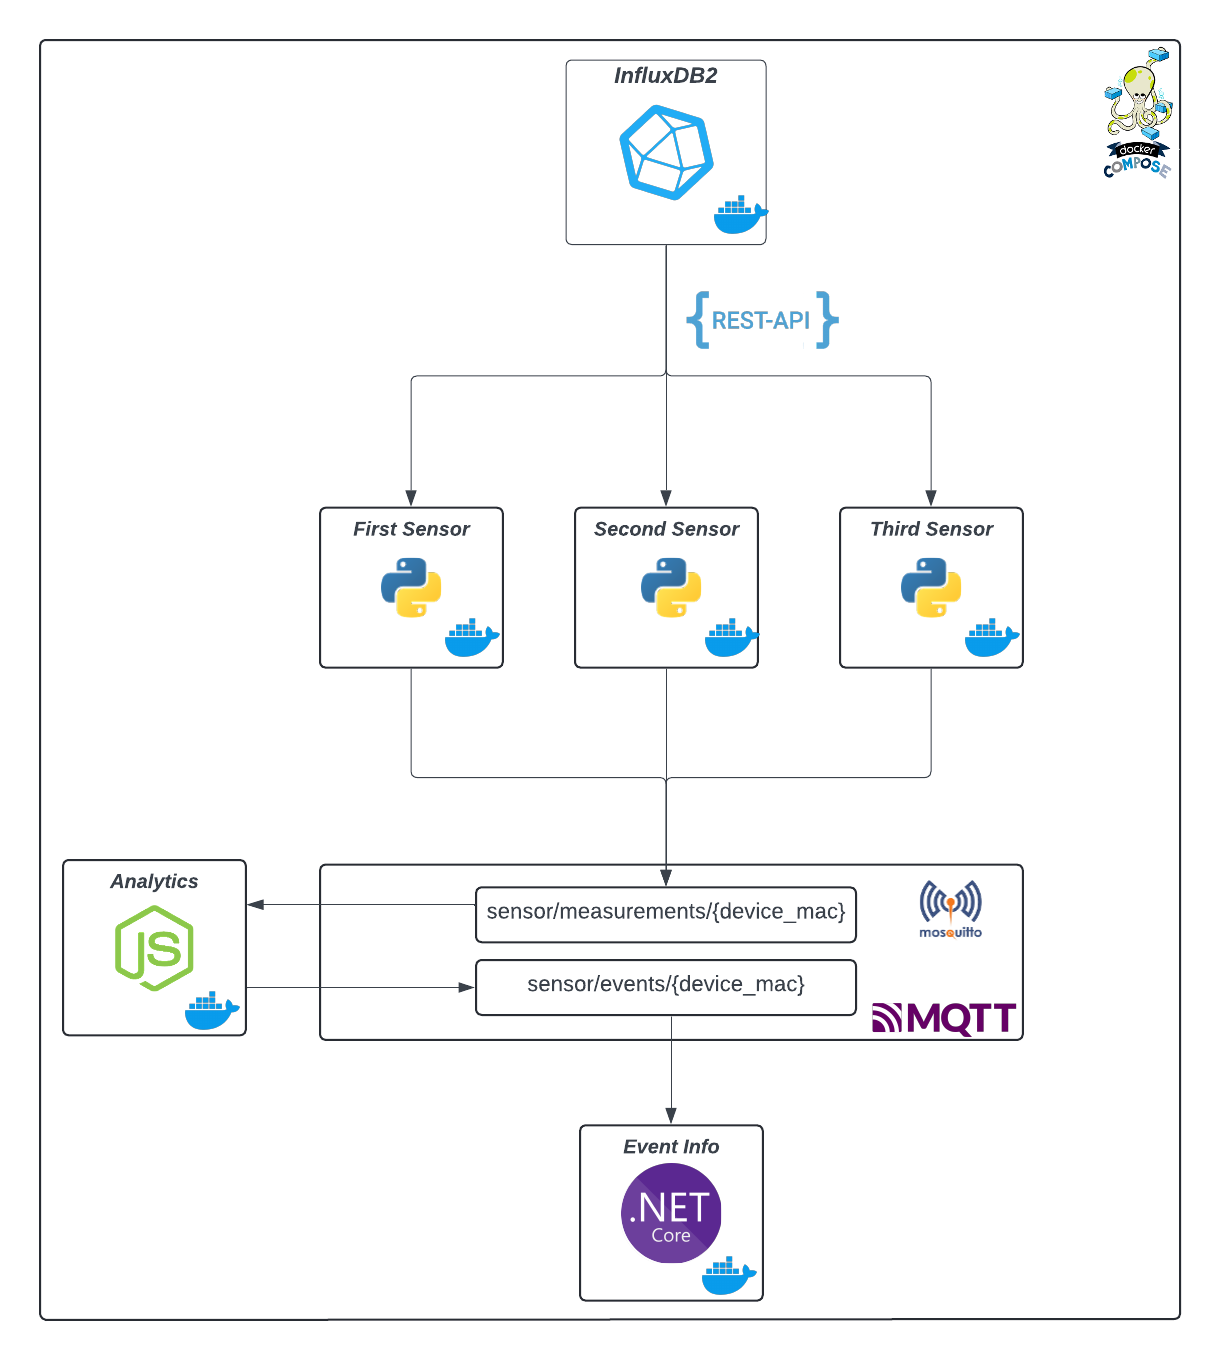 InfluxDB2
docker
COMPOSE
{REST-API}
First Sensor
Second Sensor
Third Sensor
Analytics
JS
sensor/measurements/{device_mac}
mosquitto
sensor/events/{device_mac}
MQTT
Event Info
.NET
Core